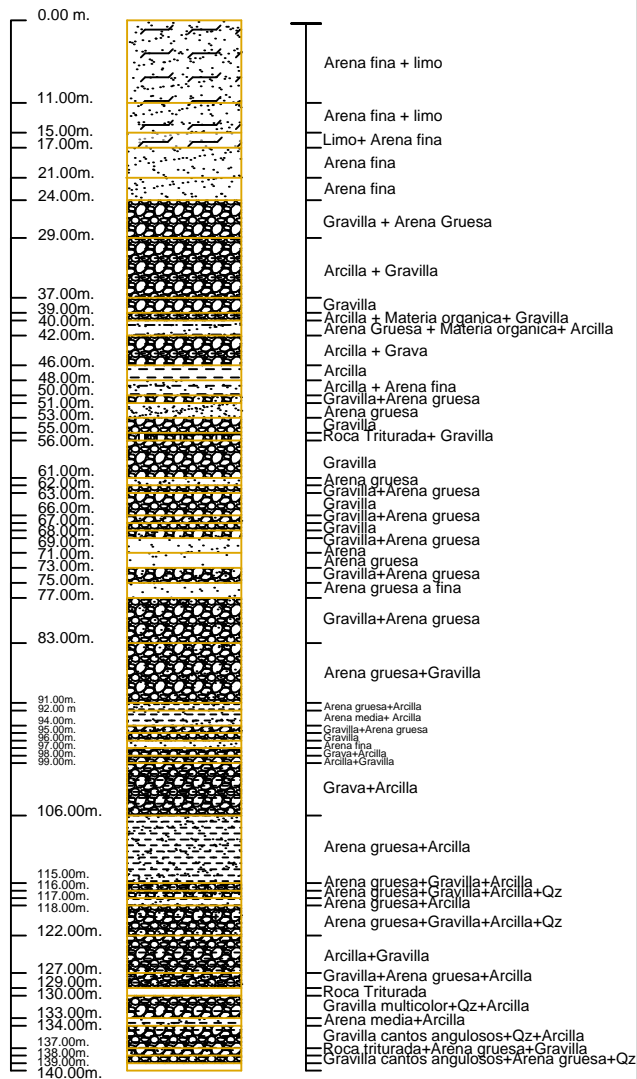 0.00 m.
Arena fina + limo
11.00m.
Arena fina + limo
15.00m.
Limo+ Arena fina
17.00m.
Arena fina
21.00m.
Arena fina
24.00m.
Gravilla + Arena Gruesa
29.00m.
Arcilla + Gravilla
37.00m.
Gravilla
39.00m.
Arcilla + Materia organica+ Gravilla
40.00m.
Arena Gruesa + Materia organica+ Arcilla
42.00m.
Arcilla + Grava
46.00m.
Arcilla
48.00m.
Arcilla + Arena fina
50.00m.
Gravilla+Arena gruesa
51.00m.
Arena gruesa
53.00m.
Gravilla
55.00m.
Roca Triturada+ Gravilla
56.00m.
Gravilla
61.00m.
Arena gruesa
62.00m.
Gravilla+Arena gruesa
63.00m.
Gravilla
66.00m.
Gravilla+Arena gruesa
67.00m.
Gravilla
68.00m.
Gravilla+Arena gruesa
69.00m.
Arena
71.00m.
Arena gruesa
73.00m.
Gravilla+Arena gruesa
75.00m.
Arena gruesa a fina
77.00m.
Gravilla+Arena gruesa
83.00m.
Arena gruesa+Gravilla
91.00m.
Arena gruesa+Arcilla
92.00 m
Arena media+ Arcilla
94.00m.
Gravilla+Arena gruesa
95.00m.
Gravilla
96.00m.
Arena fina
97.00m.
Grava+Arcilla
98.00m.
Arcilla+Gravilla
99.00m.
Grava+Arcilla
106.00m.
Arena gruesa+Arcilla
115.00m.
Arena gruesa+Gravilla+Arcilla
116.00m.
Arena gruesa+Gravilla+Arcilla+Qz
117.00m.
Arena gruesa+Arcilla
118.00m.
Arena gruesa+Gravilla+Arcilla+Qz
122.00m.
Arcilla+Gravilla
127.00m.
Gravilla+Arena gruesa+Arcilla
129.00m.
Roca Triturada
130.00m.
Gravilla multicolor+Qz+Arcilla
133.00m.
Arena media+Arcilla
134.00m.
Gravilla cantos angulosos+Qz+Arcilla
137.00m.
Roca triturada+Arena gruesa+Gravilla
138.00m.
Gravilla cantos angulosos+Arena gruesa+Qz
139.00m.
140.00m.